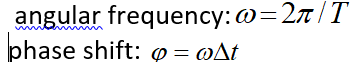 angular frequency: ω = 2π / T
phase shift: φ = ωΔt